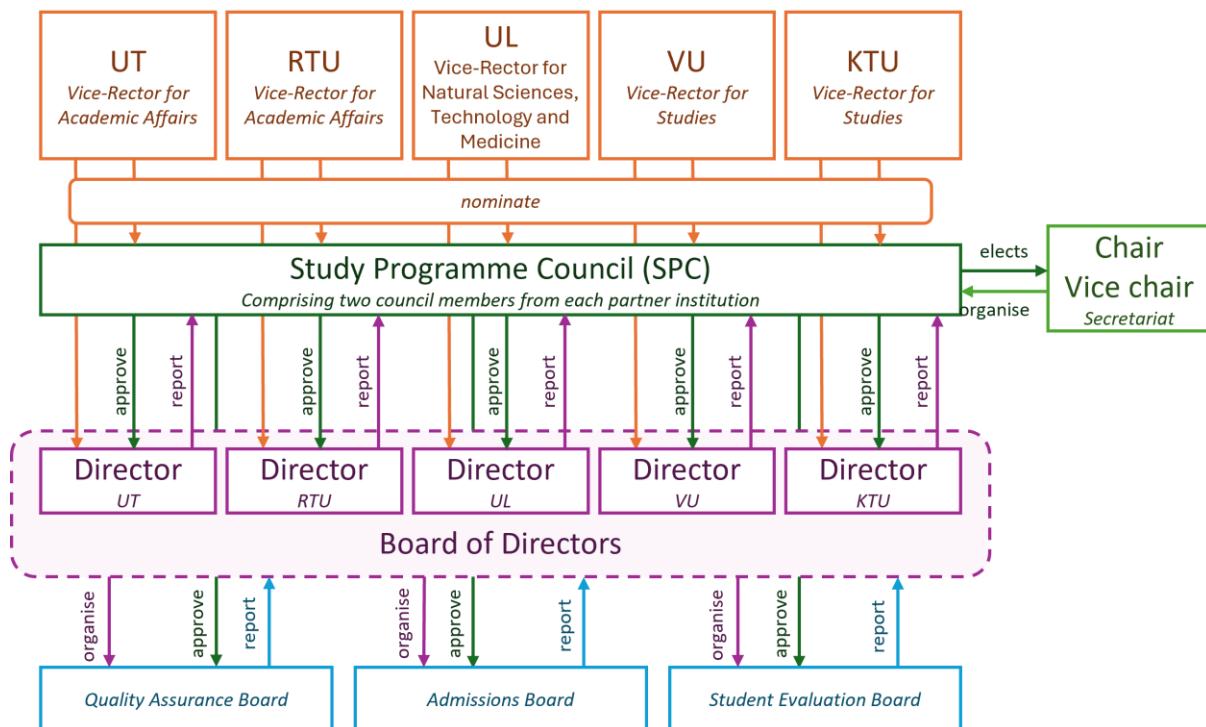 UT
Vice-Rector for
Academic Affairs
RTU
Vice-Rector for
Academic Affairs
UL
Vice-Rector for
Natural Sciences,
Technology and
Medicine
VU
Vice-Rector for
Studies
KTU
Vice-Rector for
Studies
nominate
Study Programme Council (SPC)
Comprising two council members from each partner institution
elects
organise
Chair
Vice chair
Secretariat
approve
report
approve
report
approve
report
approve
report
approve
report
Director
UT
Director
RTU
Director
UL
Director
VU
Director
KTU
Board of Directors
organise
approve
report
organise
approve
report
organise
approve
report
Quality Assurance Board
Admissions Board
Student Evaluation Board